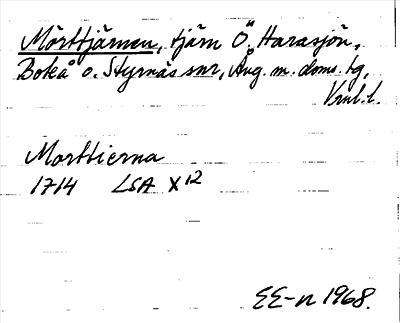 Mörttjärnen, tjärn Ö. Harasjön,
Boteå o. Styrnäs snr, Ång. m. doms. tg,
Vnl. l.
Morttierna
1714 LSA X12
EE-n 1968.